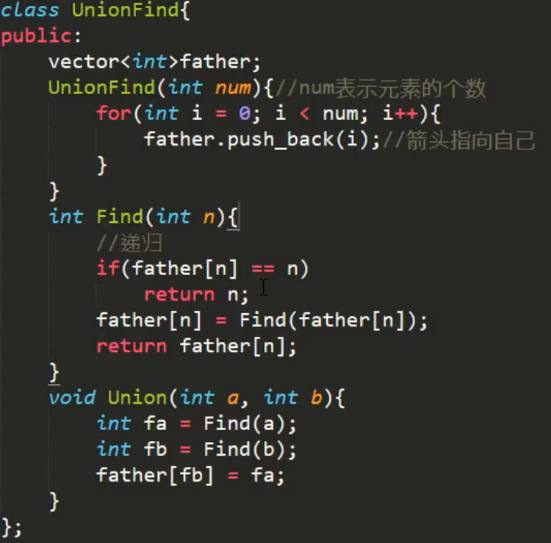 class UnionFind{
public:
    vector<int>father;
    UnionFind(int num){//num表示元素的个数
        for(int i = 0; i < num; i++){
            father.push_back(i);//箭头指向自己
        }
    }
    int Find(int n){
        //递归
        if(father[n] == n)
            return n;
        father[n] = Find(father[n]);
        return father[n];
    }
    void Union(int a, int b){
        int fa = Find(a);
        int fb = Find(b);
        father[fb] = fa;
    }
};